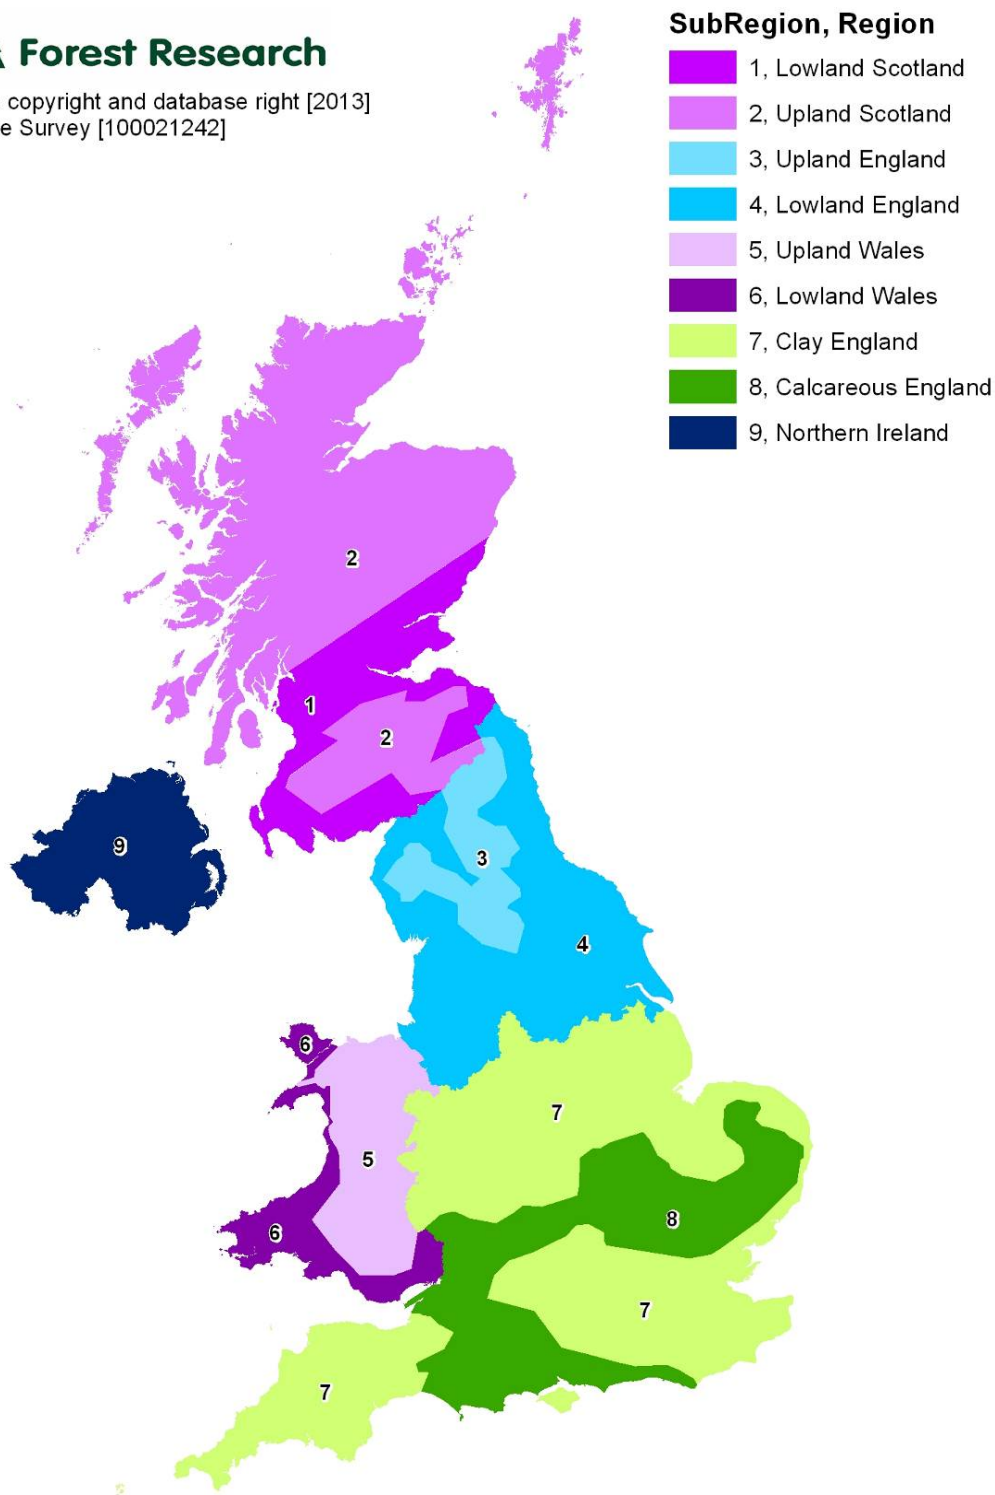 Forest Research
copyright and database right [2013]
e Survey [100021242]
SubRegion, Region
1, Lowland Scotland
2, Upland Scotland
3, Upland England
4, Lowland England
5, Upland Wales
6, Lowland Wales
7, Clay England
8, Calcareous England
9, Northern Ireland
2
1
2
9
3
4
6
7
5
8
6
7
7